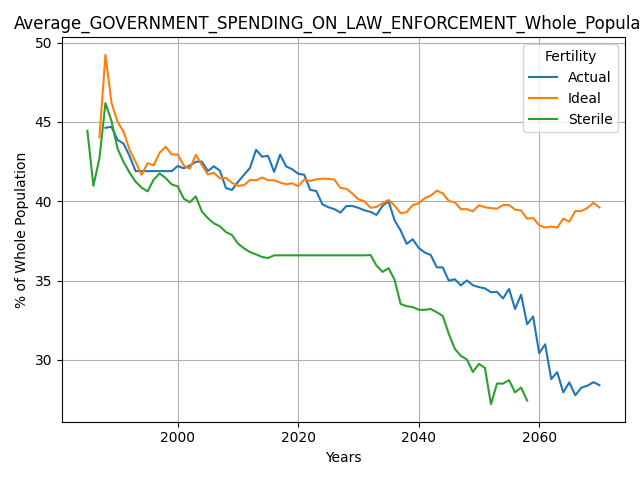 Average_GOVERNMENT_SPENDING_ON_LAW_ENFORCEMENT_Whole_Popula
50
45
40
35
30
% of Whole Population
Fertility
Actual
Ideal
Sterile
2000 2020 2040 2060
Years